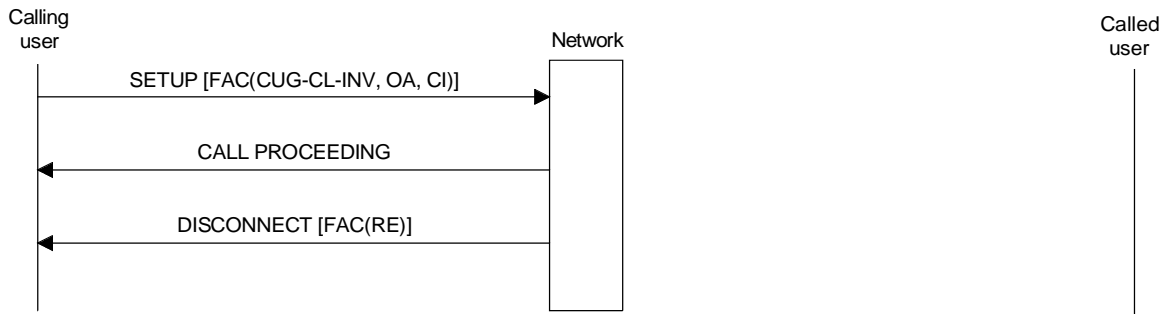 Calling
user
Network
Called
user
SETUP [FAC(CUG-CL-INV, OA, CI)]
CALL PROCEEDING
DISCONNECT [FAC(RE)]